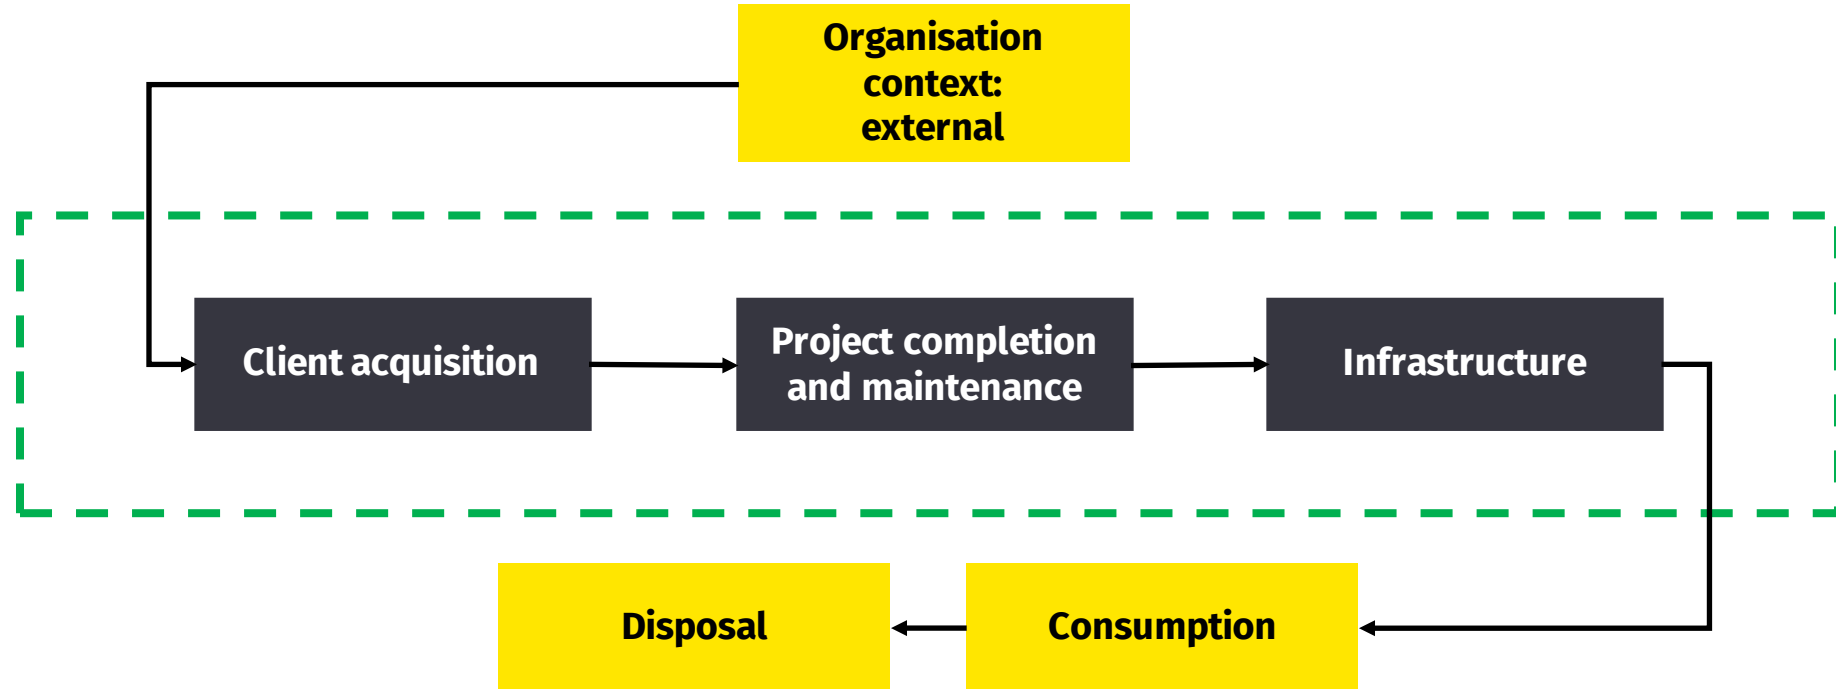 Organisation
context:
external
Client acquisition
Project completion
and maintenance
Infrastructure
Disposal
Consumption